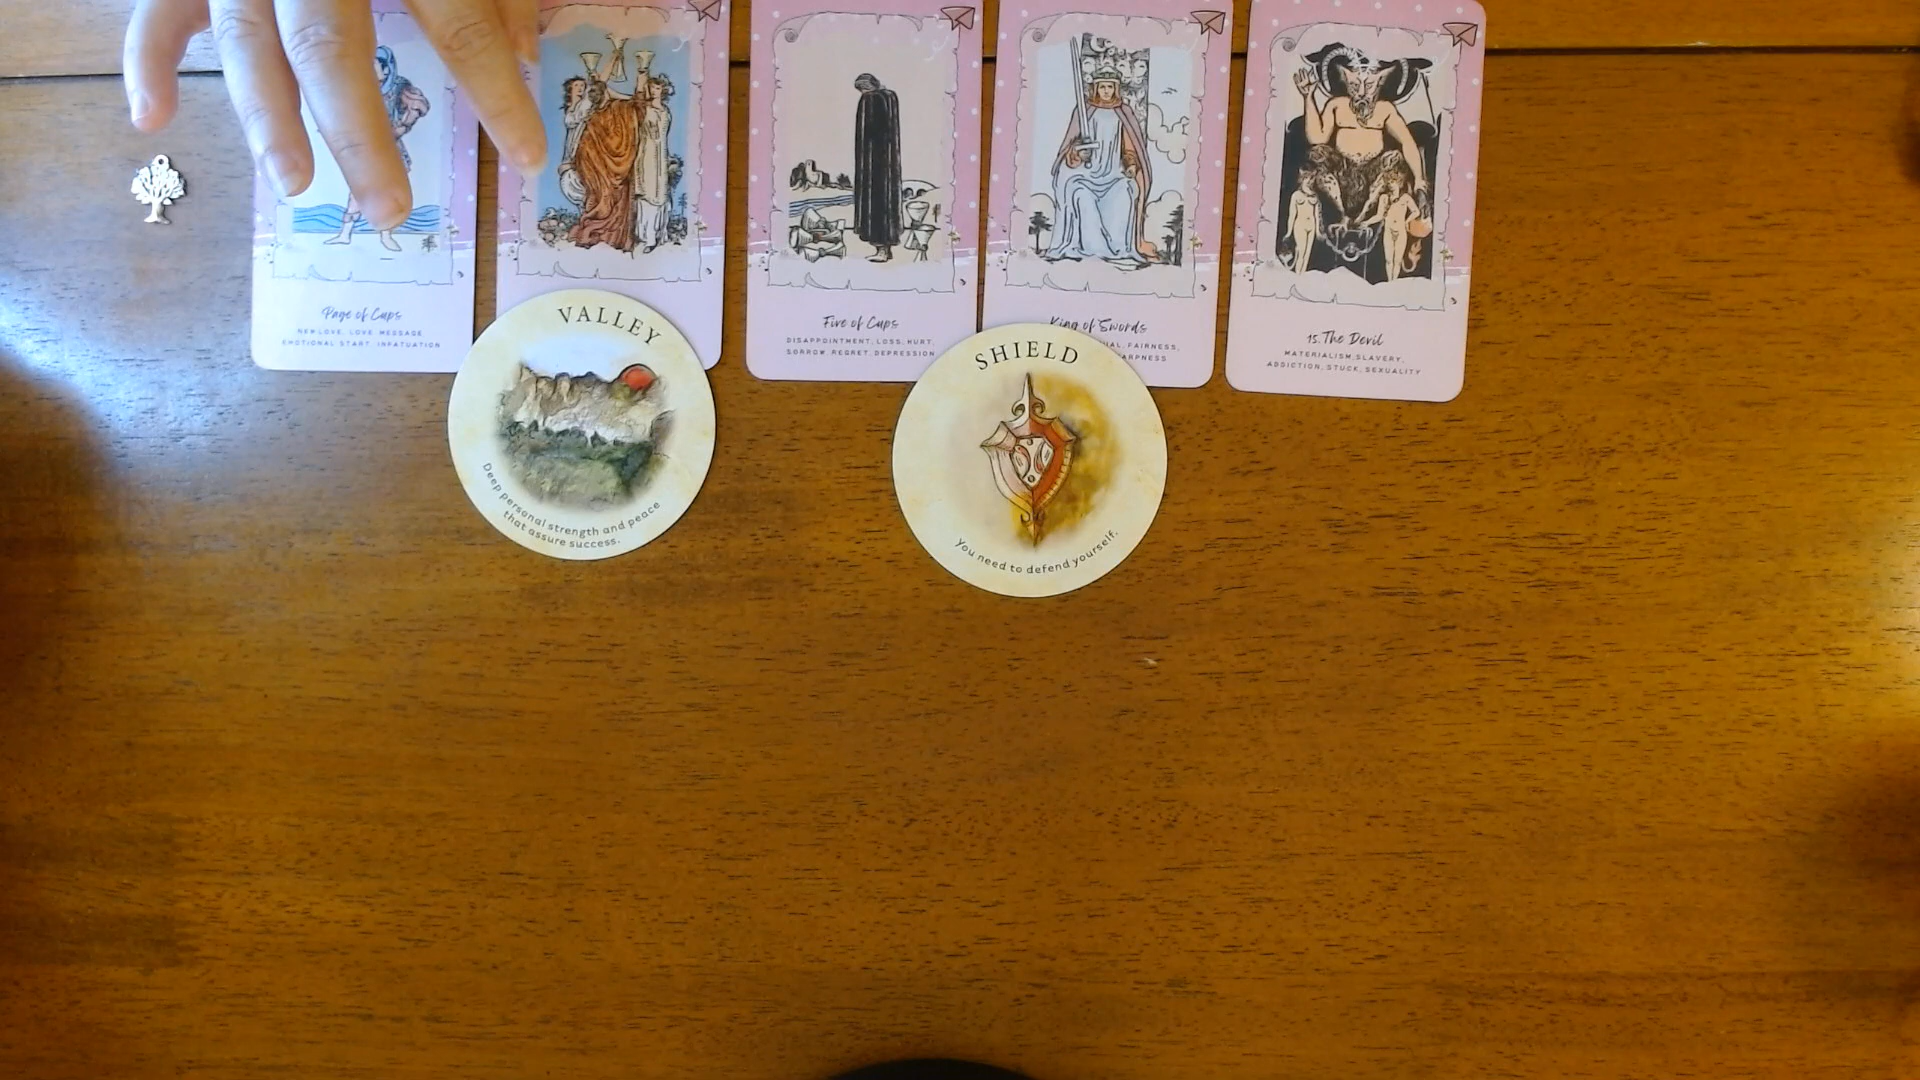 Page of Cups
NEW LOVE, LOVE MESSAGE
EMOTIONAL START, INFATUATION
VALLEY
Deep personal strength and peace
that assure success.
Five of Cups
DISAPPOINTMENT, LOSS, HURT,
SORROW, REGRET, DEPRESSION
King of Swords
FAIRNESS,
SHIELD
You need to defend yourself.
15. The Devil
MATERIALISM, SLAVERY,
ADDICTION, STUCK, SEXUALITY